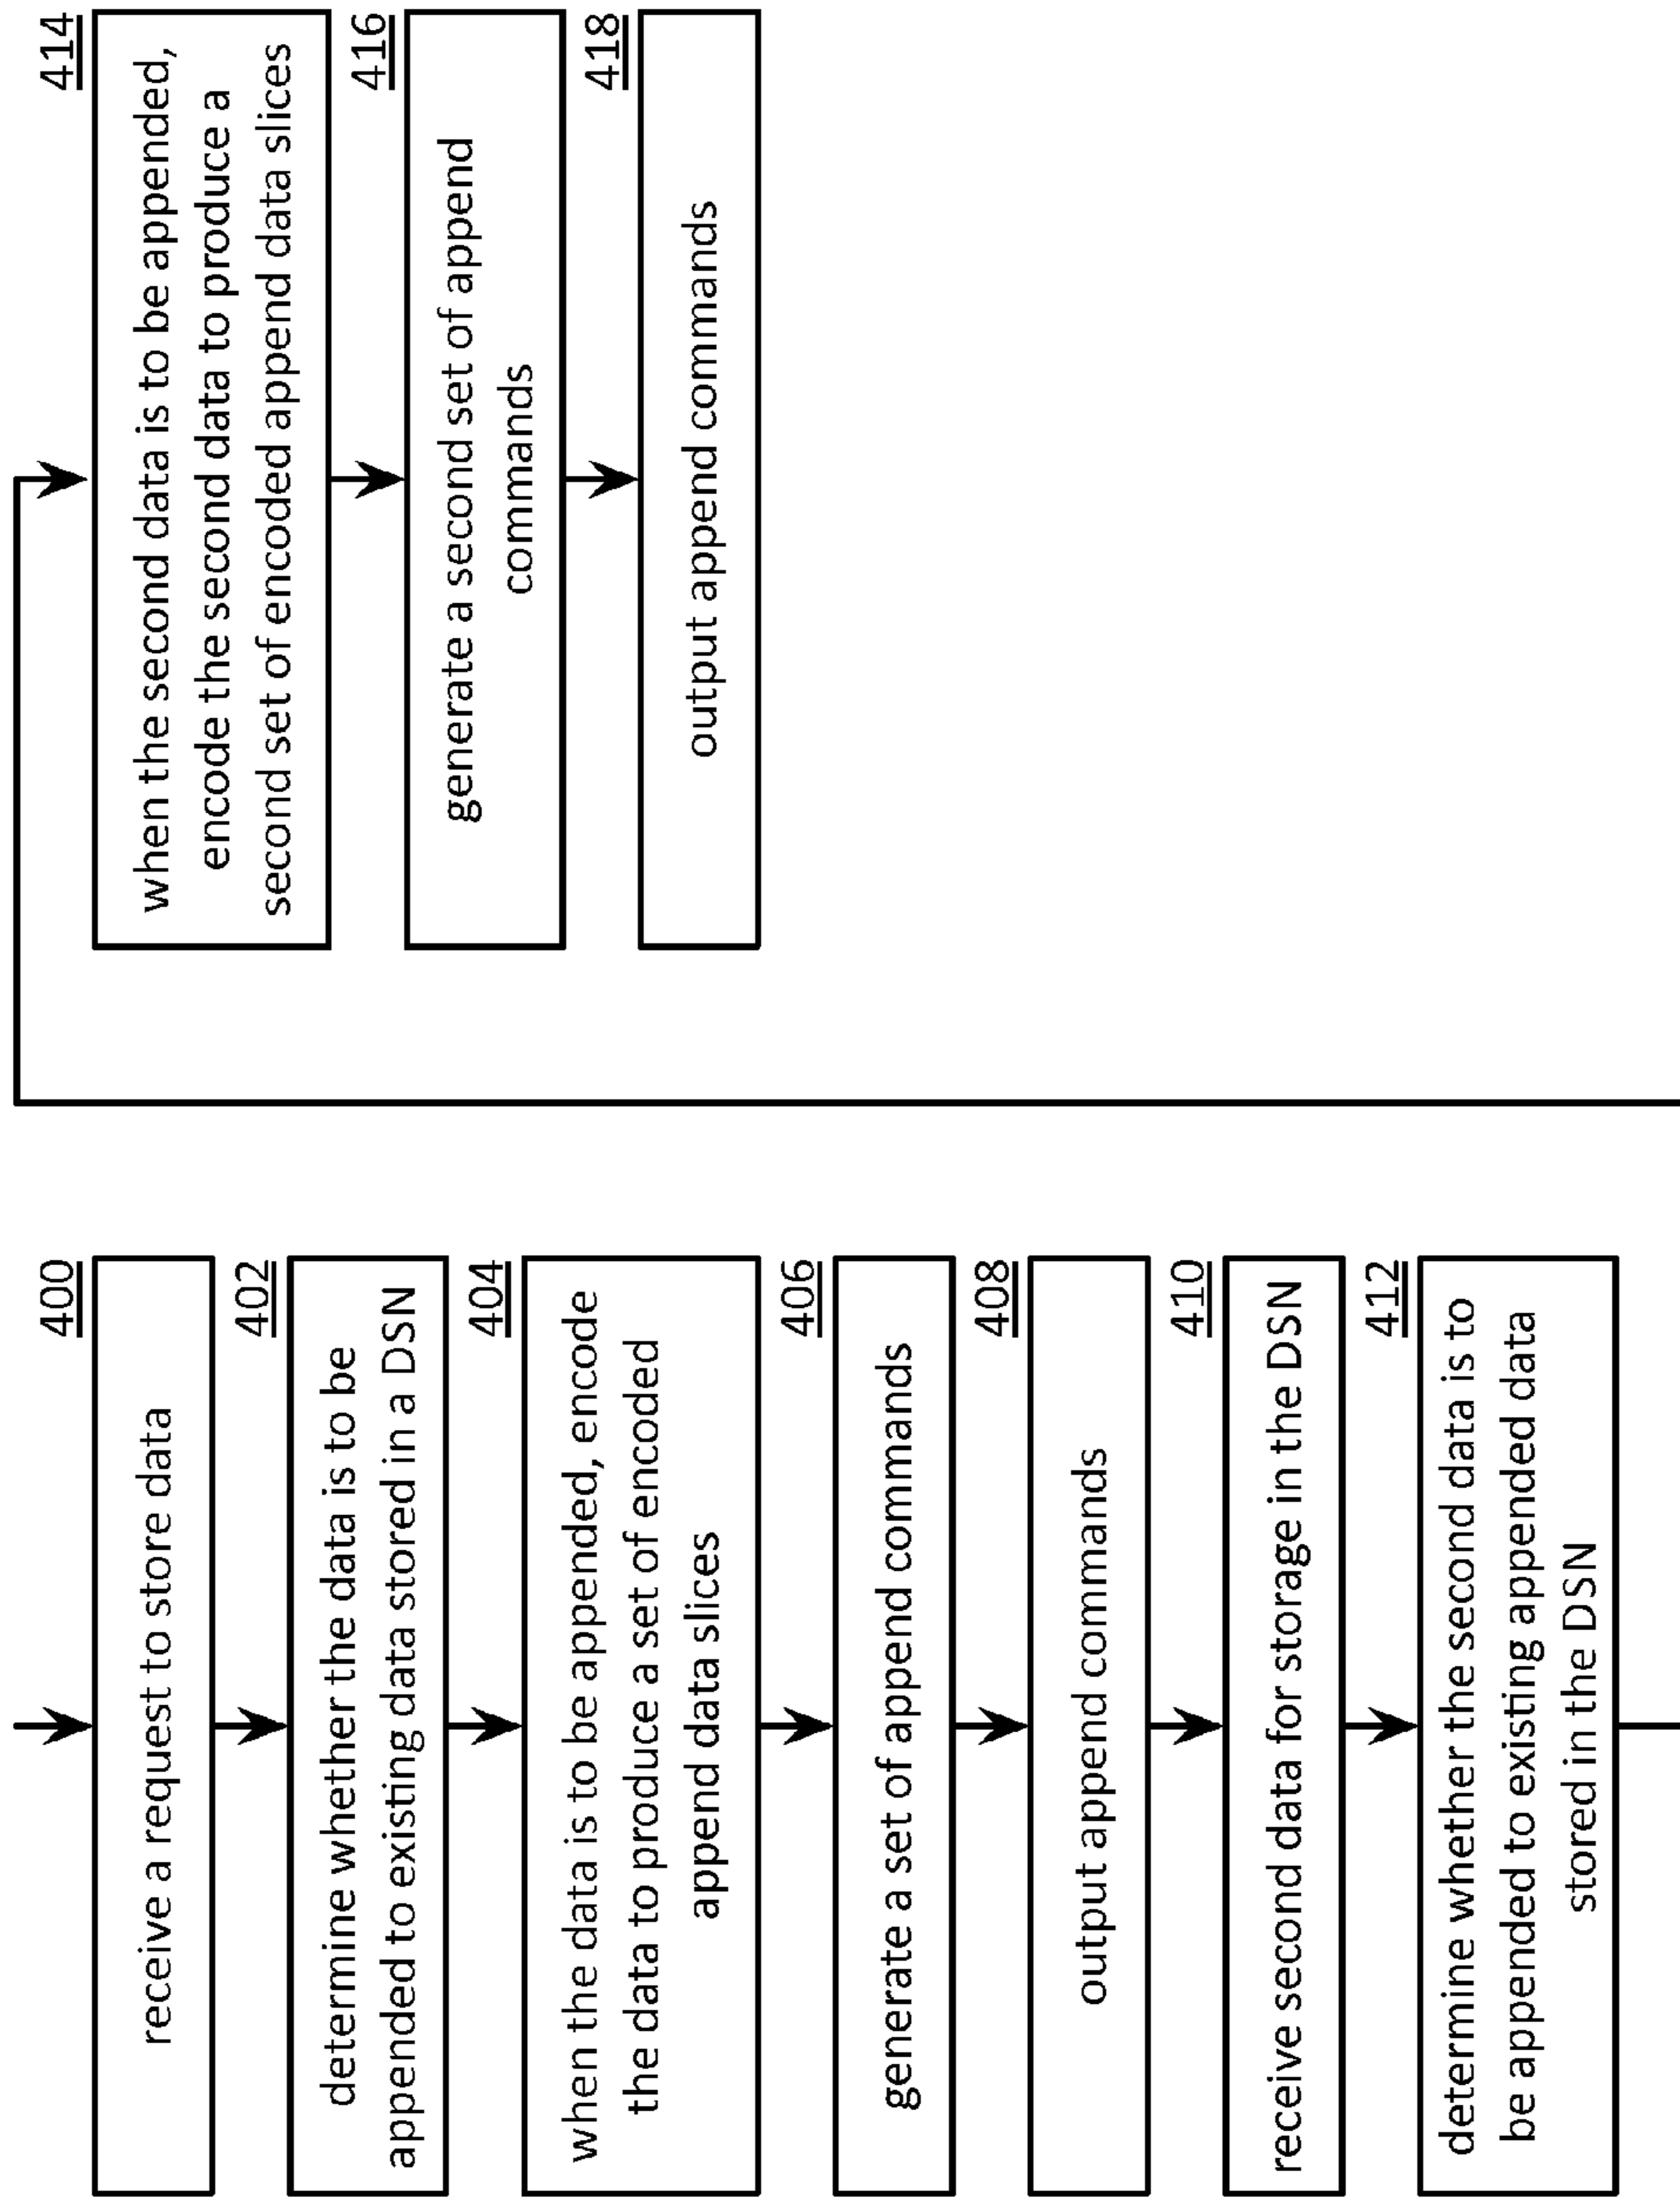 400
receive a request to store data
402
determine whether the data is to be
appended to existing data stored in a DSN
404
when the data is to be appended, encode
the data to produce a set of encoded
append data slices
406
generate a set of append commands
408
output append commands
410
receive second data for storage in the DSN
412
determine whether the second data is to
be appended to existing appended data
stored in the DSN
414
when the second data is to be appended,
encode the second data to produce a
second set of encoded append data slices
416
generate a second set of append
commands
418
output append commands